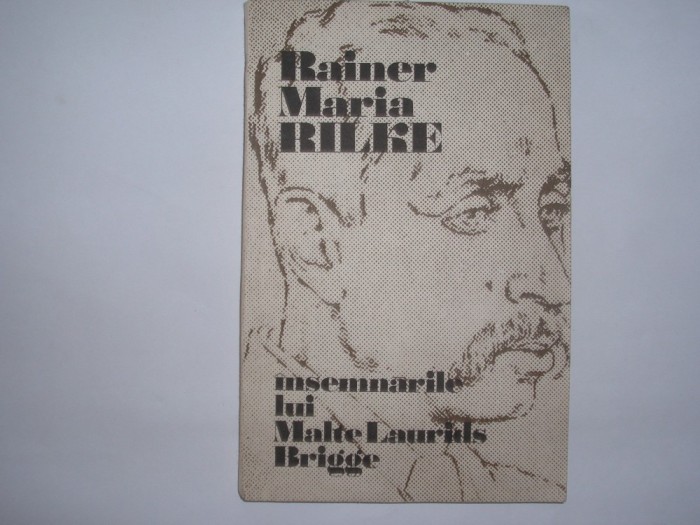 Rainer
Maria
RILKE
însemnările
lui
Malte Laurids
Brigge